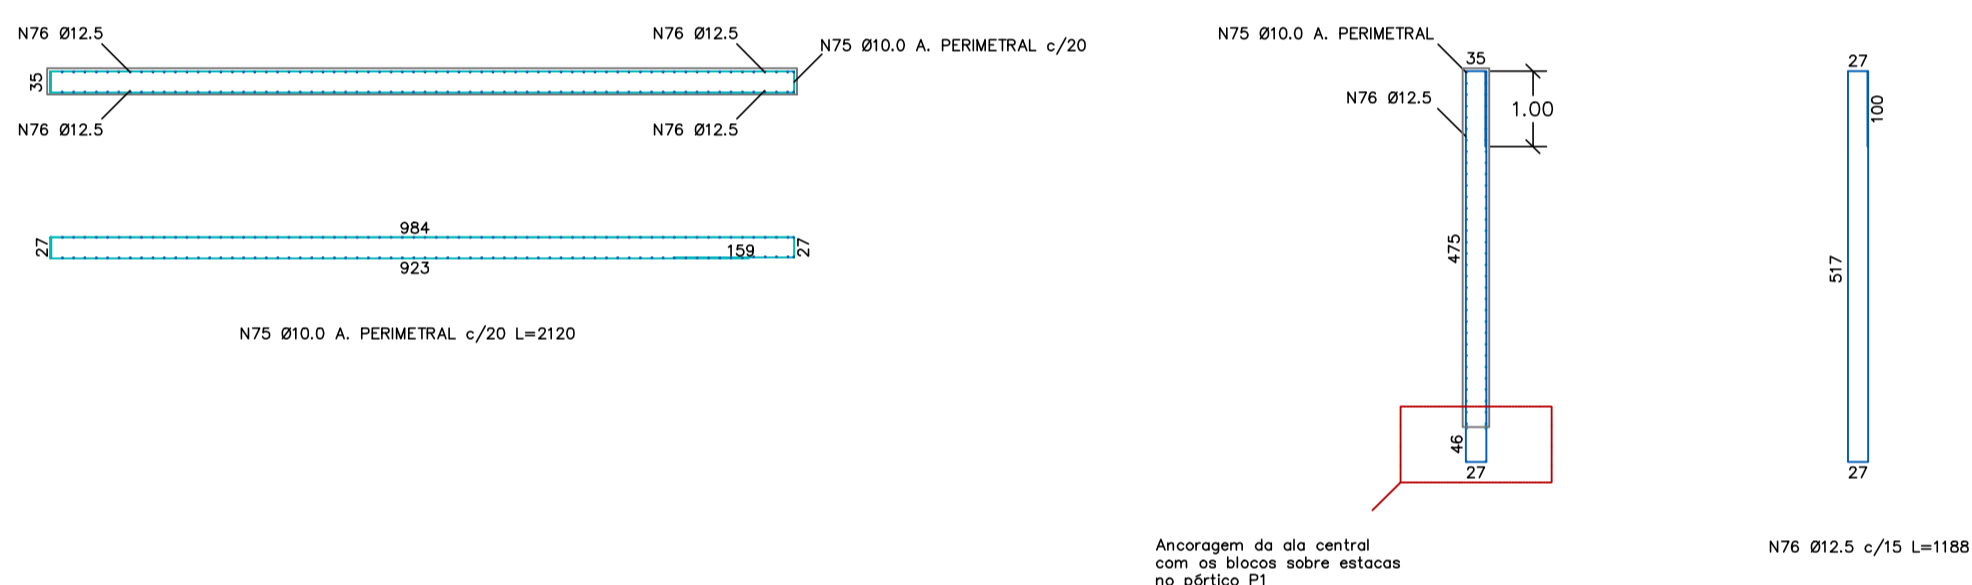 N76 Ø12.5
N76 Ø12.5
N75 Ø10.0 A. PERIMETRAL c/20
35
N76 Ø12.5
N76 Ø12.5
984
27
159
27
923
N75 Ø10.0 A. PERIMETRAL c/20 L=2120
N75 Ø10.0 A. PERIMETRAL
35
N76 Ø12.5
1.00
475
46
27
Ancoragem da ala central
com os blocos sobre estacas
no pórtico P1
27
100
517
27
N76 Ø12.5 c/15 L=1188